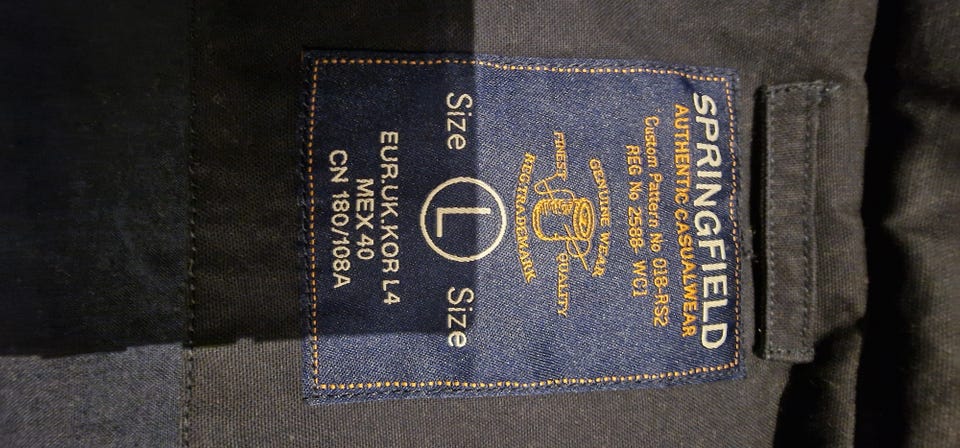 SPRINGFIELD
AUTHENTIC CASUALWEAR
Custom Pattern No 018-RS2
REG No 2588- WC1
GENUINE WEAR
FINEST QUALITY
REG TRADEMARK
Size L Size
EUR.UK.KOR L4
MEX 40
CN 180/108A